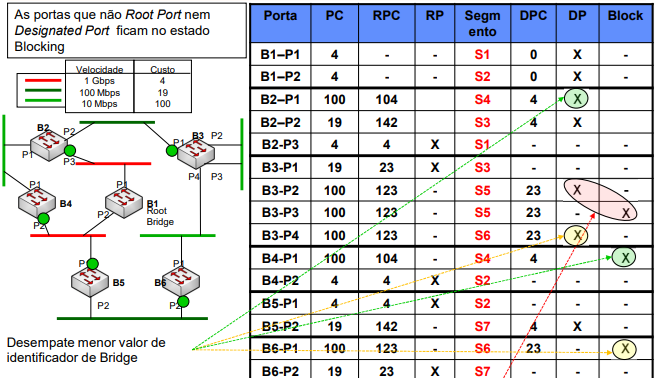 As portas que não Root Port nem
Designated Port ficam no estado
Blocking
Velocidade Custo
1 Gbps 4
100 Mbps 19
10 Mbps 100
B2 P2 B3
P1 P1 P2
P3 P4 P3
P1 P1
B4 B1
Root
Bridge
P2 P2
P1 P1
B5 B6
P2 P2
Desempate menor valor de
identificador de Bridge
Porta PC RPC RP Segm
ento DPC DP Block
B1–P1 4 - - S1 0 X -
B1–P2 4 - - S2 0 X -
B2–P1 100 104 - S4 4 X -
B2–P2 19 142 - S3 4 X -
B2-P3 4 4 X S1 - - -
B3-P1 19 23 X S3 - - -
B3-P2 100 123 - S5 23 X -
B3-P3 100 123 - S5 23 - X
B3-P4 100 123 - S6 23 X -
B4-P1 100 104 - S4 4 X
B4-P2 4 4 X S2 - - -
B5-P1 4 4 X S2 - - -
B5-P2 19 142 - S7 4 X -
B6-P1 100 123 - S6 23 - X
B6-P2 19 23 X S7 - - -